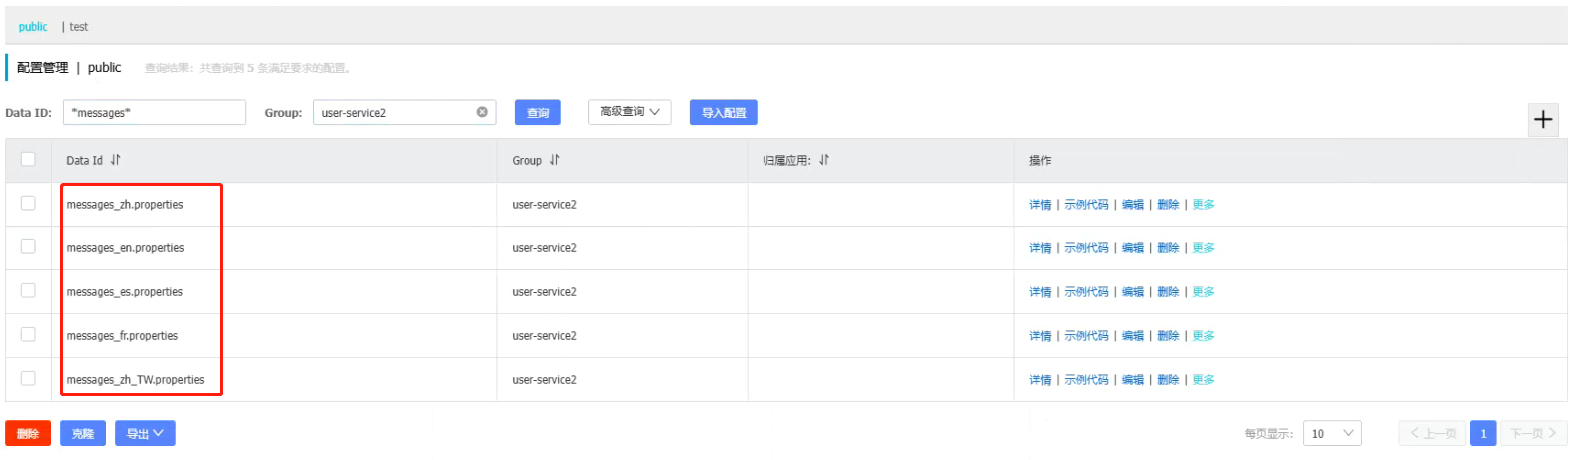 public | test
配置管理 | public 查询结果：共查询到 5 条满足要求的配置。
Data ID: *messages* Group: user-service2 查询 高级查询 导入配置
Data Id Group 归属应用: 操作
messages_zh.properties user-service2 详情 | 示例代码 | 编辑 | 删除 | 更多
messages_en.properties user-service2 详情 | 示例代码 | 编辑 | 删除 | 更多
messages_es.properties user-service2 详情 | 示例代码 | 编辑 | 删除 | 更多
messages_fr.properties user-service2 详情 | 示例代码 | 编辑 | 删除 | 更多
messages_zh_TW.properties user-service2 详情 | 示例代码 | 编辑 | 删除 | 更多
删除 克隆 导出 每页显示: 10 上一页 1 下一页